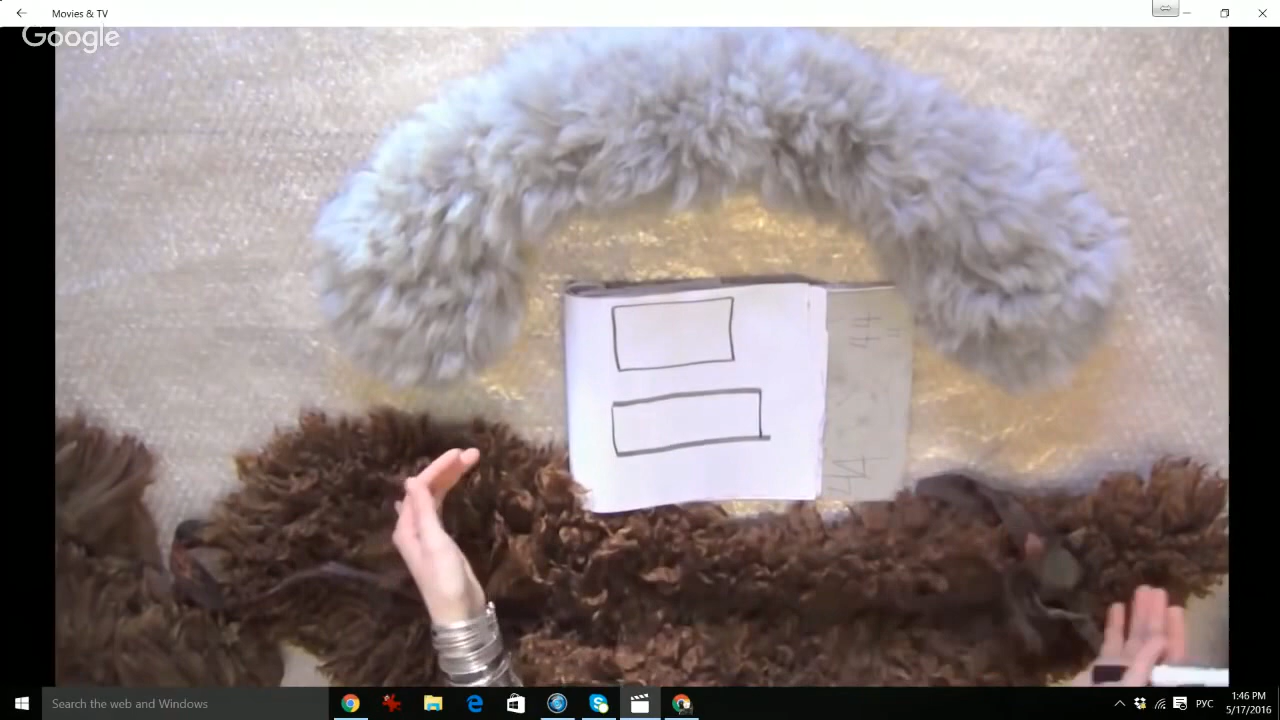 Movies & TV
Google
Search the web and Windows
РУС
1:46 PM
5/17/2016